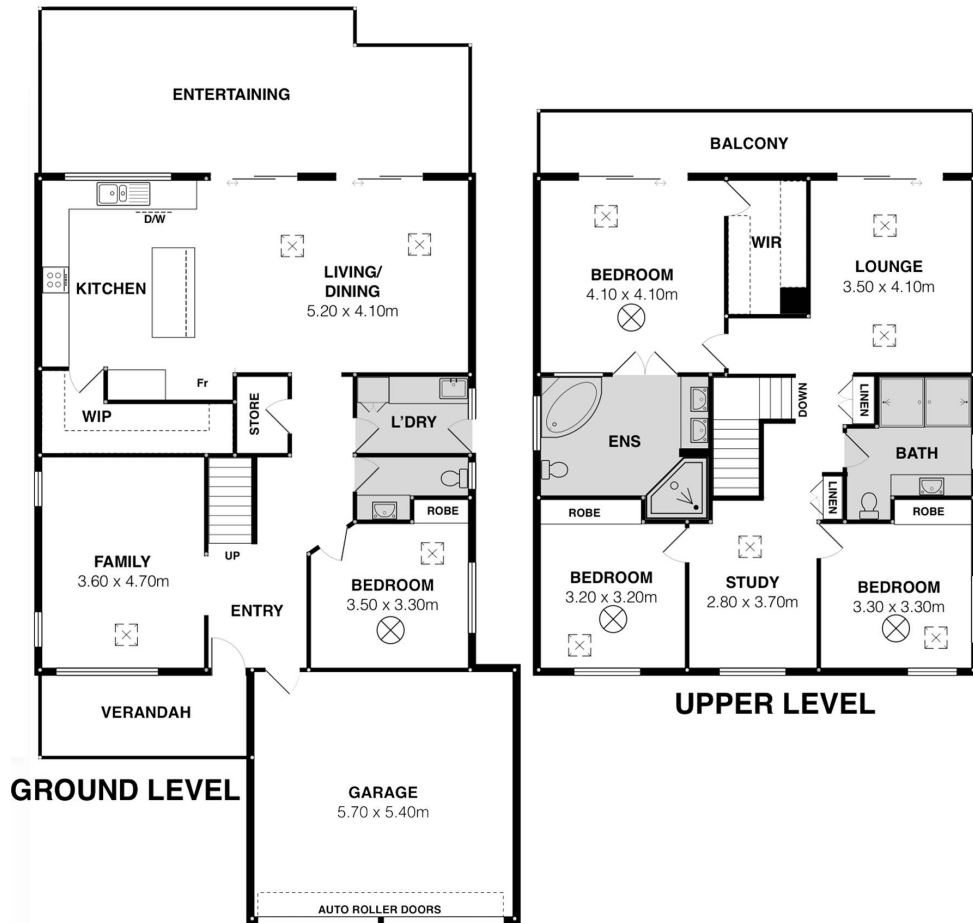 ENTERTAINING
D/W
KITCHEN
LIVING/
DINING
5.20 x 4.10m
Fr
WIP
STORE
L'DRY
ROBE
FAMILY
3.60 x 4.70m
UP
ENTRY
BEDROOM
3.50 x 3.30m
VERANDAH
GROUND LEVEL
GARAGE
5.70 x 5.40m
AUTO ROLLER DOORS
BALCONY
WIR
BEDROOM
4.10 x 4.10m
LOUNGE
3.50 x 4.10m
DOWN
LINEN
ENS
BATH
LINEN
ROBE
ROBE
BEDROOM
3.20 x 3.20m
STUDY
2.80 x 3.70m
BEDROOM
3.30 x 3.30m
UPPER LEVEL